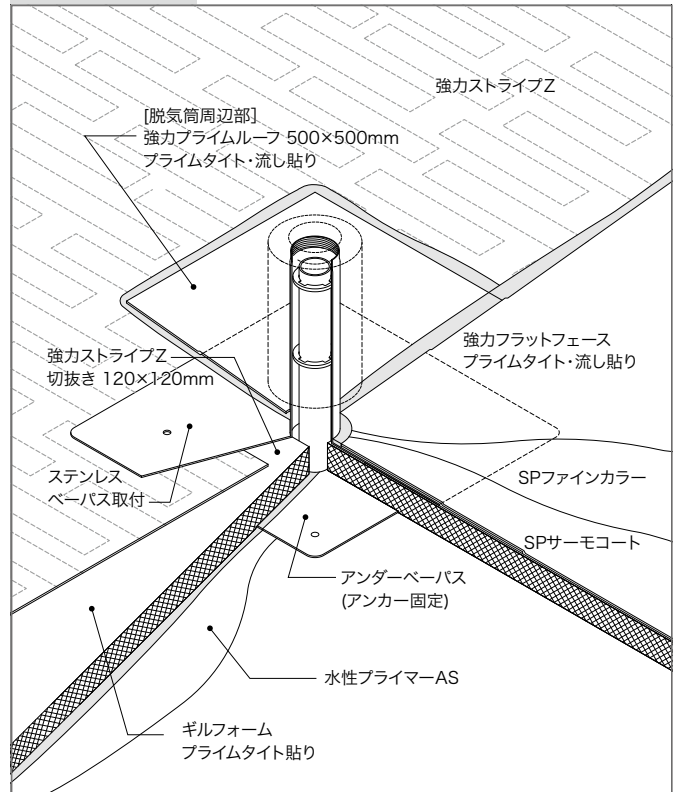 強力ストライプZ
[脱気筒周辺部]
強力プライムルーフ 500×500mm
プライムタイト・流し貼り
強力フラットフェース
プライムタイト・流し貼り
強力ストライプZ
切抜き 120×120mm
ステンレス
ベーパス取付
SPファインカラー
SPサーモコート
アンダーベーパス
(アンカー固定)
水性プライマーAS
ギルフォーム
プライムタイト貼り